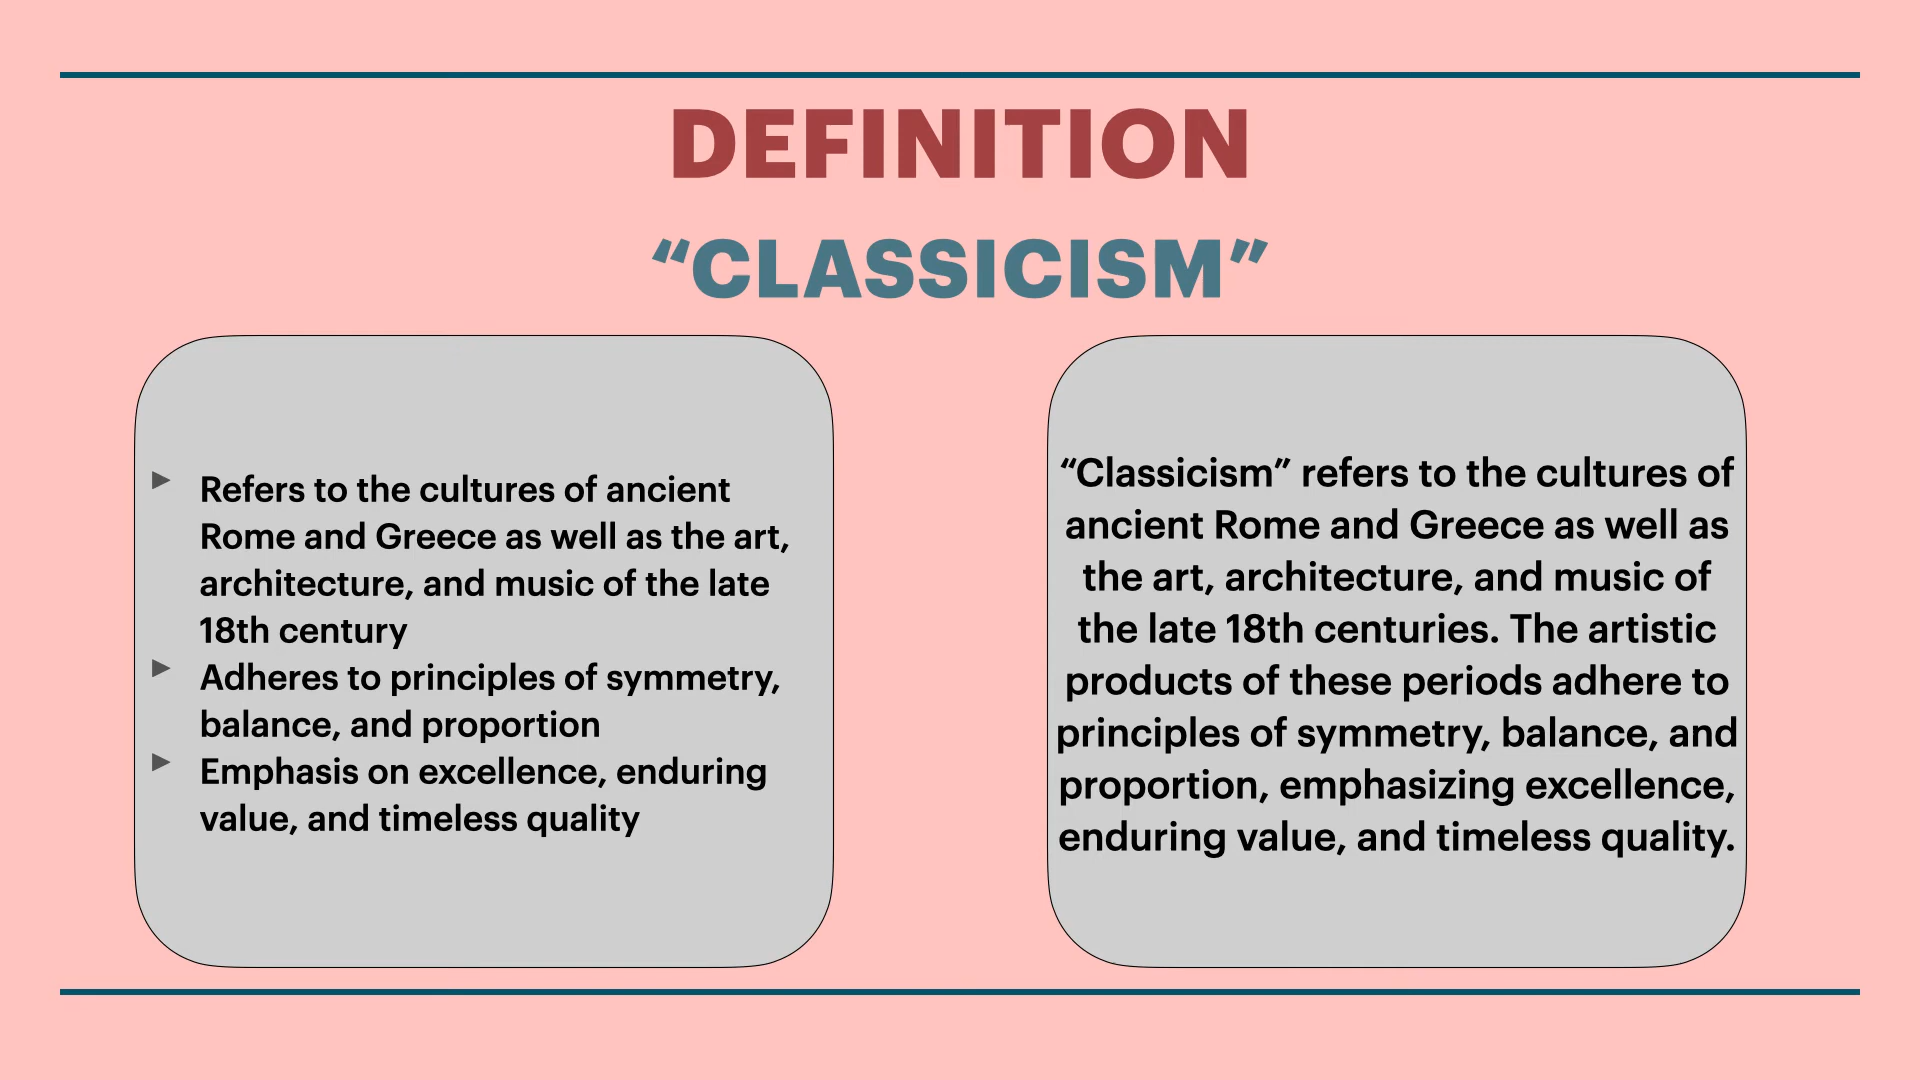 DEFINITION
“CLASSICISM”
Refers to the cultures of ancient
Rome and Greece as well as the art,
architecture, and music of the late
18th century
Adheres to principles of symmetry,
balance, and proportion
Emphasis on excellence, enduring
value, and timeless quality
“Classicism” refers to the cultures of
ancient Rome and Greece as well as
the art, architecture, and music of
the late 18th centuries. The artistic
products of these periods adhere to
principles of symmetry, balance, and
proportion, emphasizing excellence,
enduring value, and timeless quality.